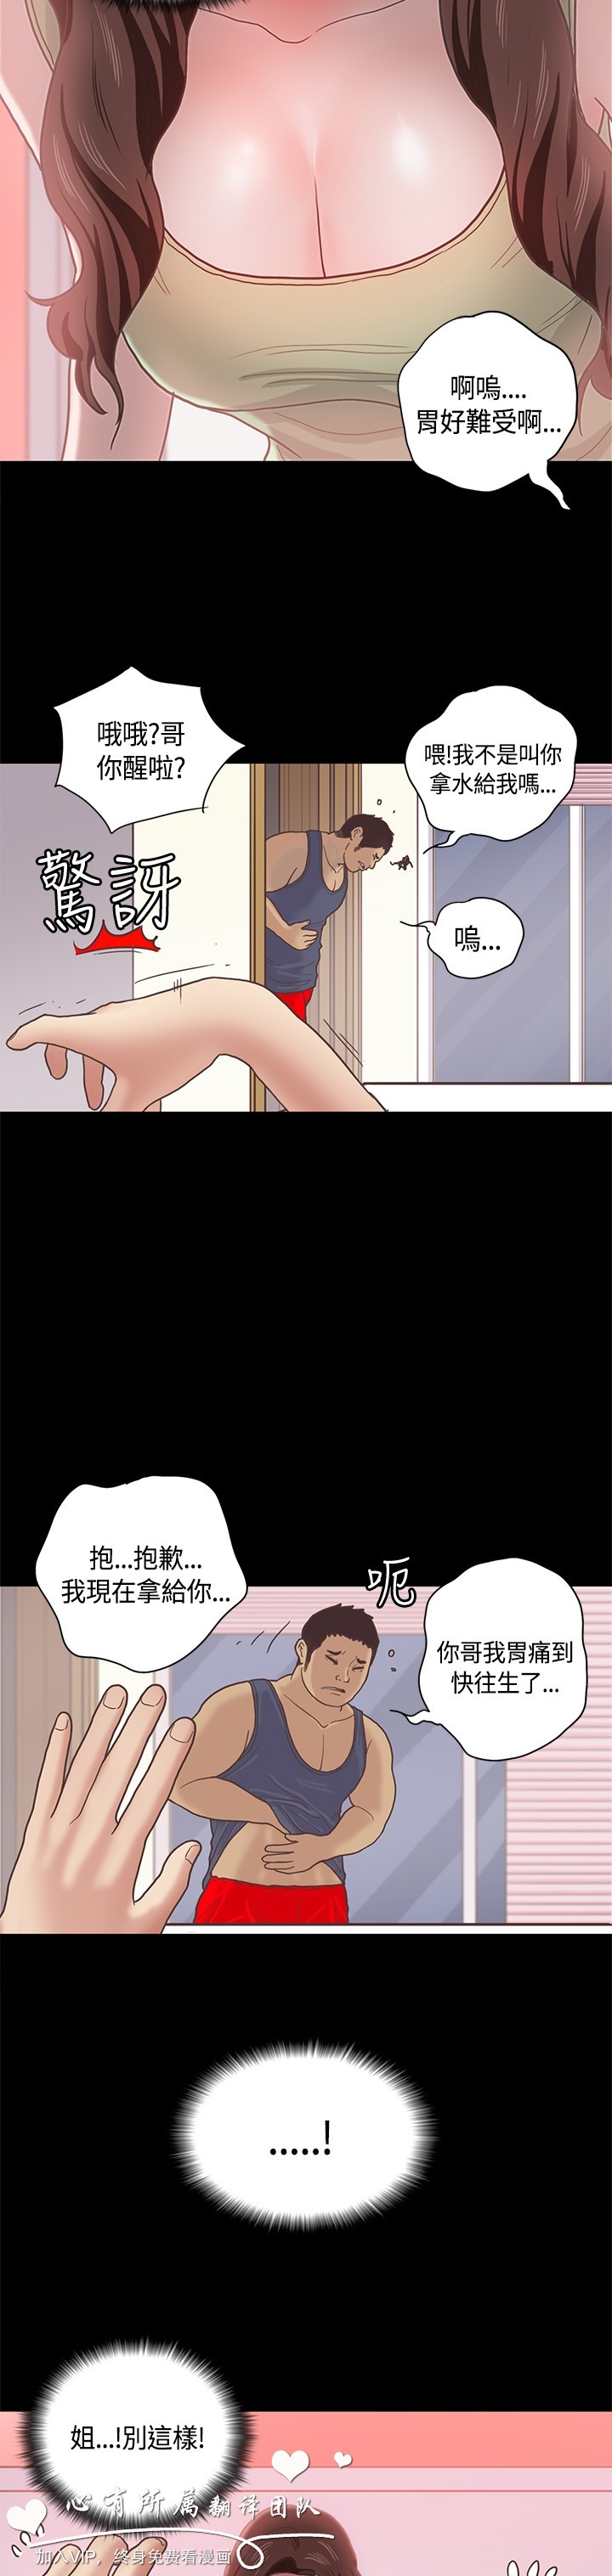 啊嗚....
胃好難受啊...
哦哦?哥
你醒啦?
喂!我不是叫你
拿水給我嗎...
驚訝
嗚...
抱...抱歉...
我現在拿給你...
呃
你哥我胃痛到
快往生了...
.....!
姐...!別這樣!
心有所属翻译团队
加入VIP，终身免费看漫画